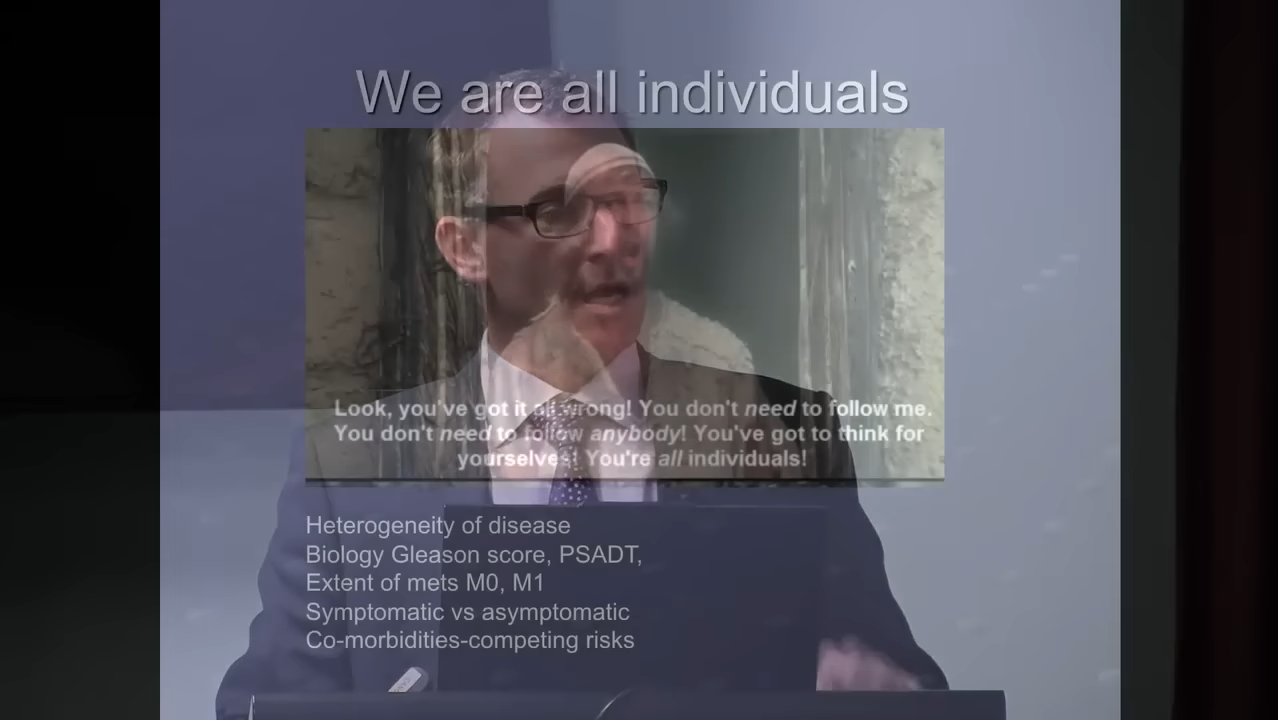 We are all individuals
Look, you've got it all wrong! You don't need to follow me.
You don't need to follow anybody! You've got to think for
yourselves! You're all individuals!
Heterogeneity of disease
Biology Gleason score, PSADT,
Extent of mets M0, M1
Symptomatic vs asymptomatic
Co-morbidities-competing risks